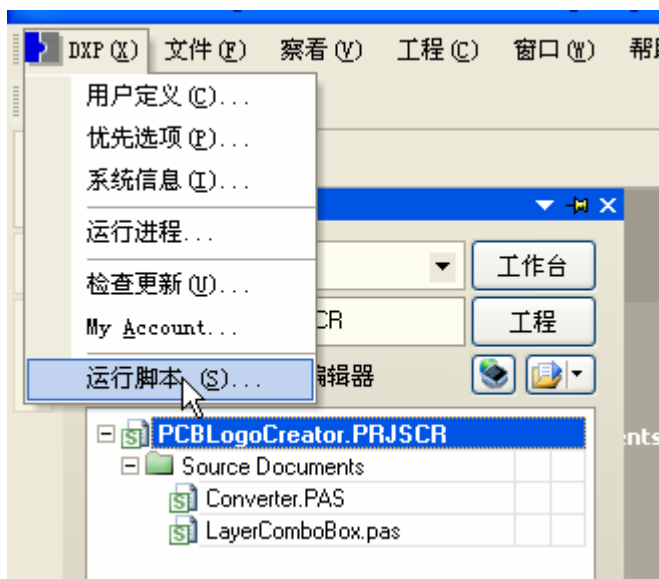 DXP (X) 文件 (F) 察看 (V) 工程 (C) 窗口 (W) 帮
用户定义 (C)...
优先选项 (P)...
系统信息 (I)...
运行进程...
工作台
检查更新 (U)...
My Account...
CR
工程
运行脚本 (S)...
编辑器
PCBLogoCreator.PRJSCR
ents
Source Documents
Converter.PAS
LayerComboBox.pas